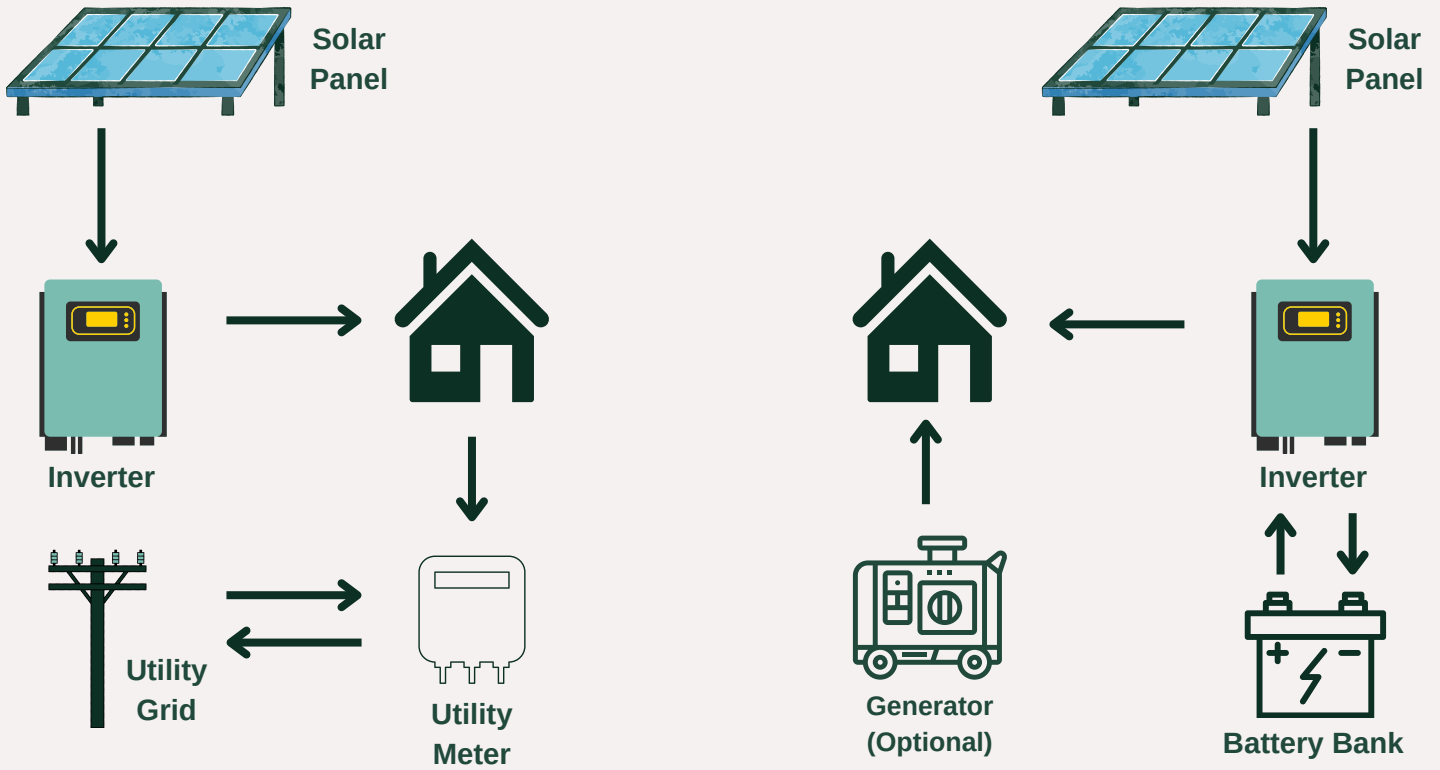 Solar
Panel
Solar
Panel
Inverter
Inverter
Utility
Grid
Utility
Meter
Generator
(Optional)
Battery Bank